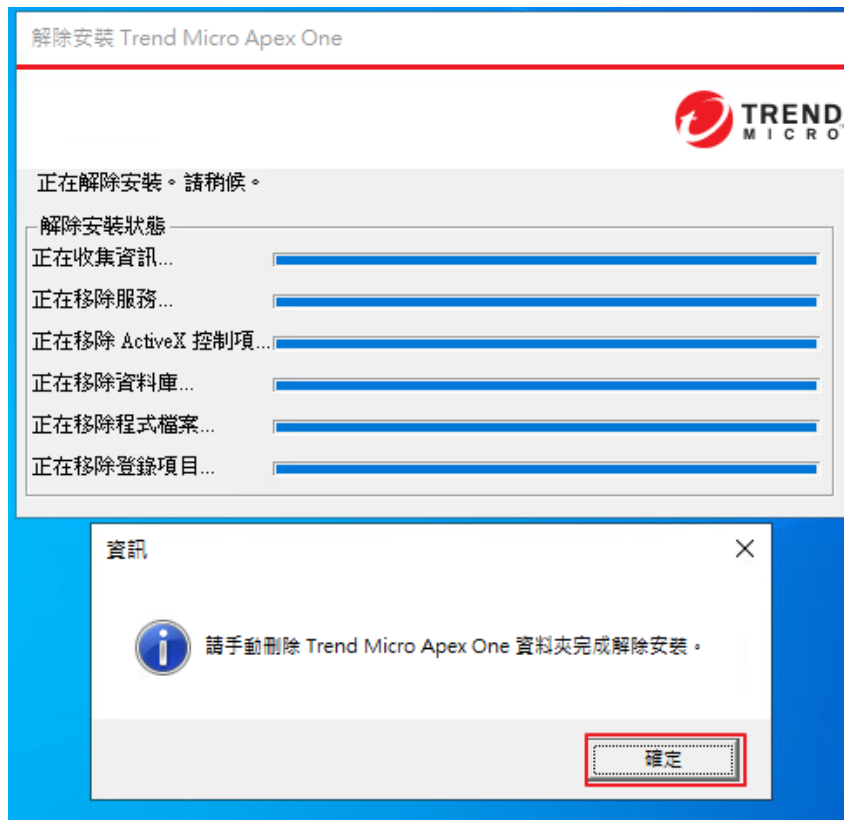 解除安裝 Trend Micro Apex One
TREND
MICRO
正在解除安裝。請稍候。
解除安裝狀態
正在收集資訊...
正在移除服務...
正在移除 ActiveX 控制項...
正在移除資料庫...
正在移除程式檔案...
正在移除登錄項目...
資訊
請手動刪除 Trend Micro Apex One 資料夾完成解除安裝。
確定